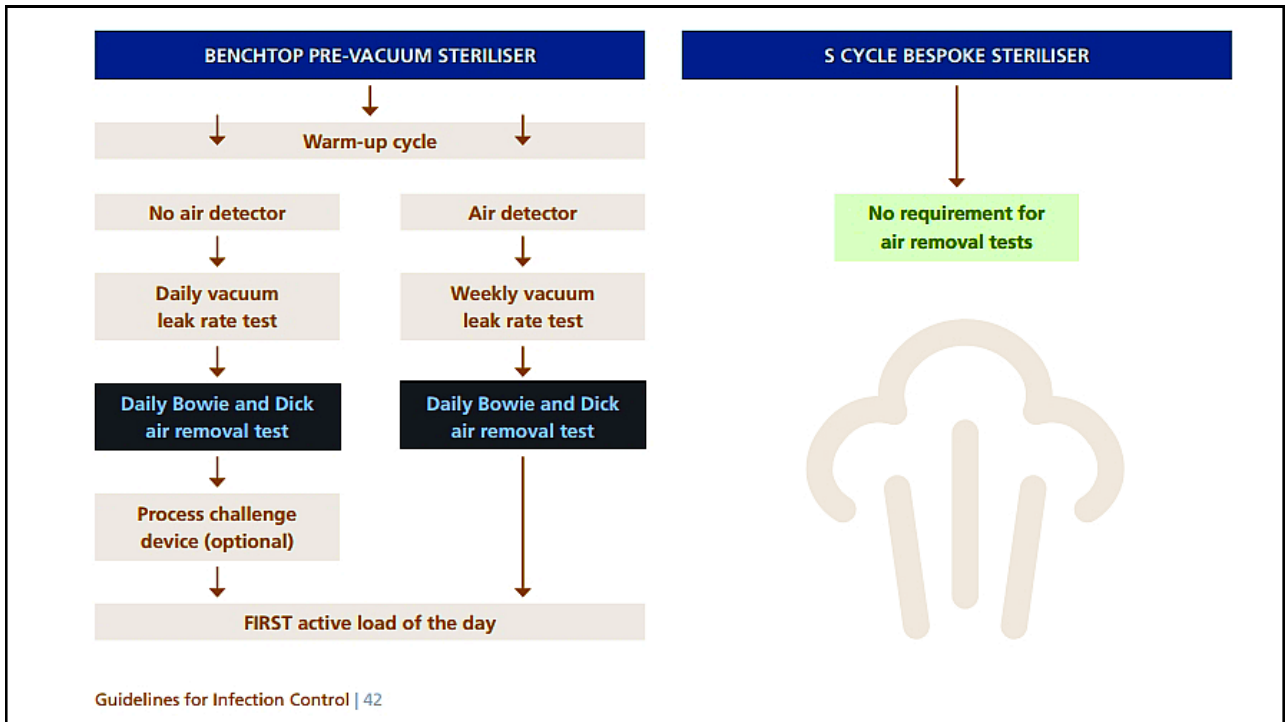 BENCHTOP PRE-VACUUM STERILISER
Warm-up cycle
No air detector
Daily vacuum
leak rate test
Daily Bowie and Dick
air removal test
Process challenge
device (optional)
Air detector
Weekly vacuum
leak rate test
Daily Bowie and Dick
air removal test
FIRST active load of the day
S CYCLE BESPOKE STERILISER
No requirement for
air removal tests
Guidelines for Infection Control | 42